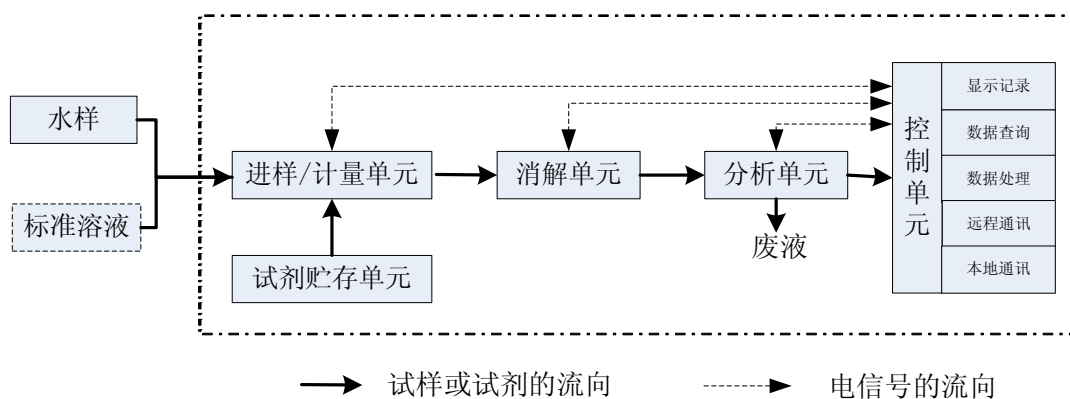 水样
标准溶液
进样/计量单元
试剂贮存单元
消解单元
分析单元
废液
控制单元
显示记录
数据查询
数据处理
远程通讯
本地通讯
试样或试剂的流向
电信号的流向